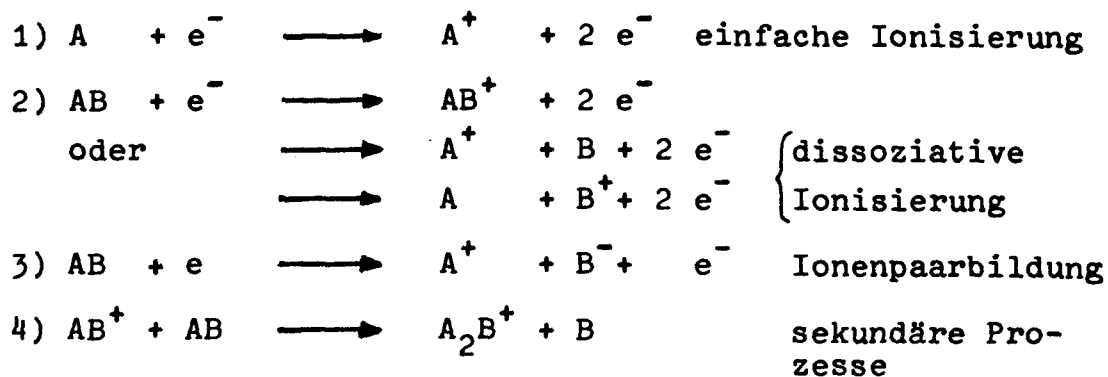 1) A + e⁻ ⟶ A⁺ + 2 e⁻ einfache Ionisierung
2) AB + e⁻ ⟶ AB⁺ + 2 e⁻
oder ⟶ A⁺ + B + 2 e⁻ dissoziative
⟶ A + B⁺ + 2 e⁻ Ionisierung
3) AB + e ⟶ A⁺ + B⁻ + e⁻ Ionenpaarbildung
4) AB⁺ + AB ⟶ A₂B⁺ + B sekundäre Pro-
zesse